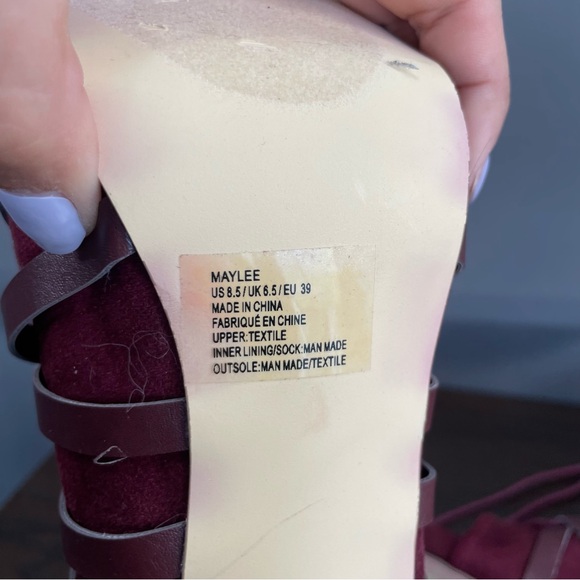 MAYLEE
US 8.5/UK 6.5/EU 39
MADE IN CHINA
FABRIQUÉ EN CHINE
UPPER:TEXTILE
INNER LINING/SOCK:MAN MADE
OUTSOLE:MAN MADE/TEXTILE